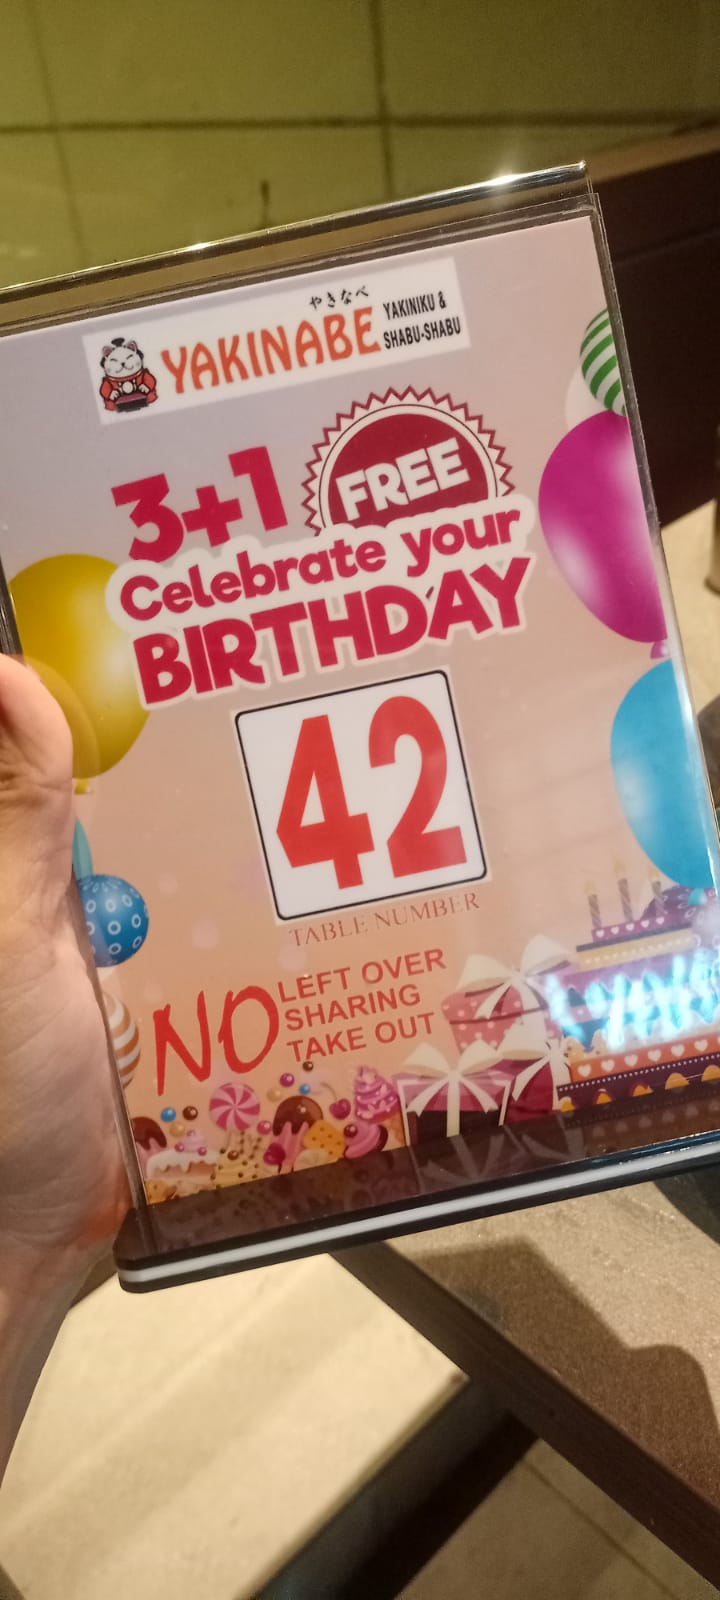 やきなべ
YAKINABE
YAKINIKU &
SHABU-SHABU
3+1
FREE
Celebrate your
BIRTHDAY
42
TABLE NUMBER
NO
LEFT OVER
SHARING
TAKE OUT